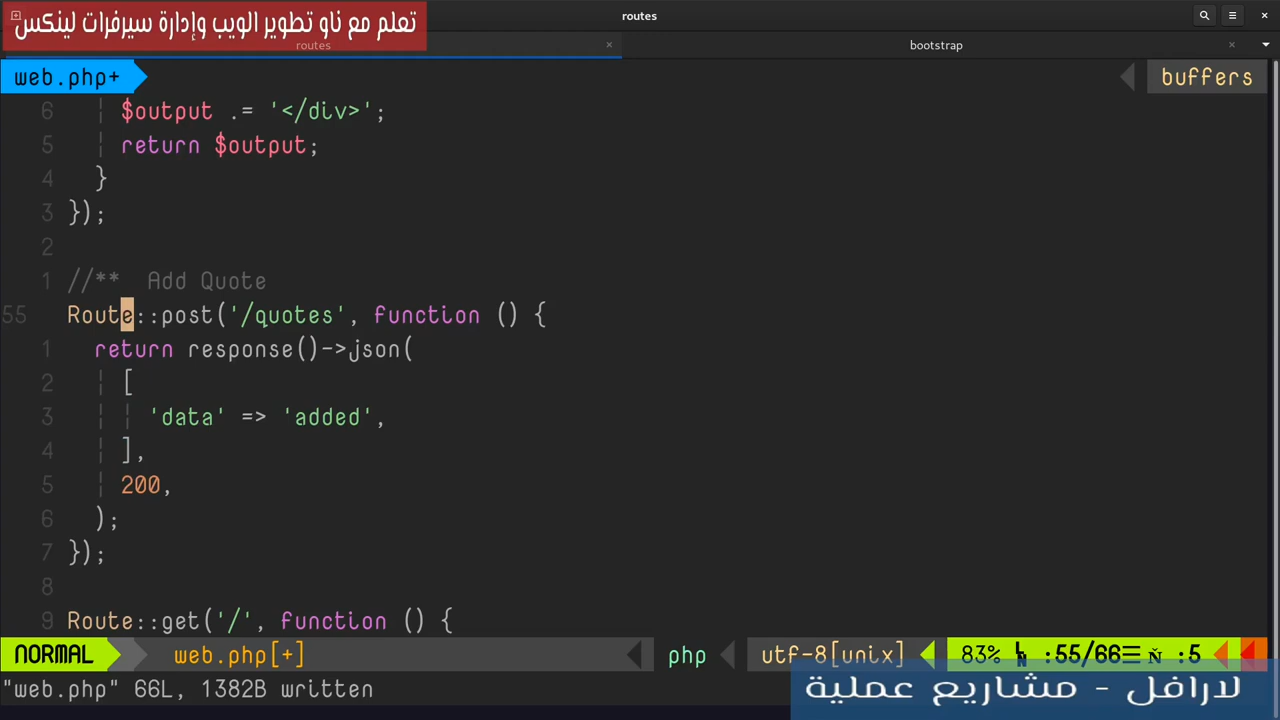 تعلم مع ناو تطوير الويب وإدارة سيرفرات لينكس
routes
routes
bootstrap
web.php+
buffers
6 $output .= '</div>';
5 return $output;
4 }
3 });
2
1 //** Add Quote
55 Route::post('/quotes', function () {
1 return response()->json(
2 [
3 'data' => 'added',
4 ],
5 200,
6 );
7 });
8
9 Route::get('/', function () {
NORMAL web.php[+] php utf-8[unix] 83% :55/66 :5
"web.php" 66L, 1382B written
لارافل - مشاريع عملية